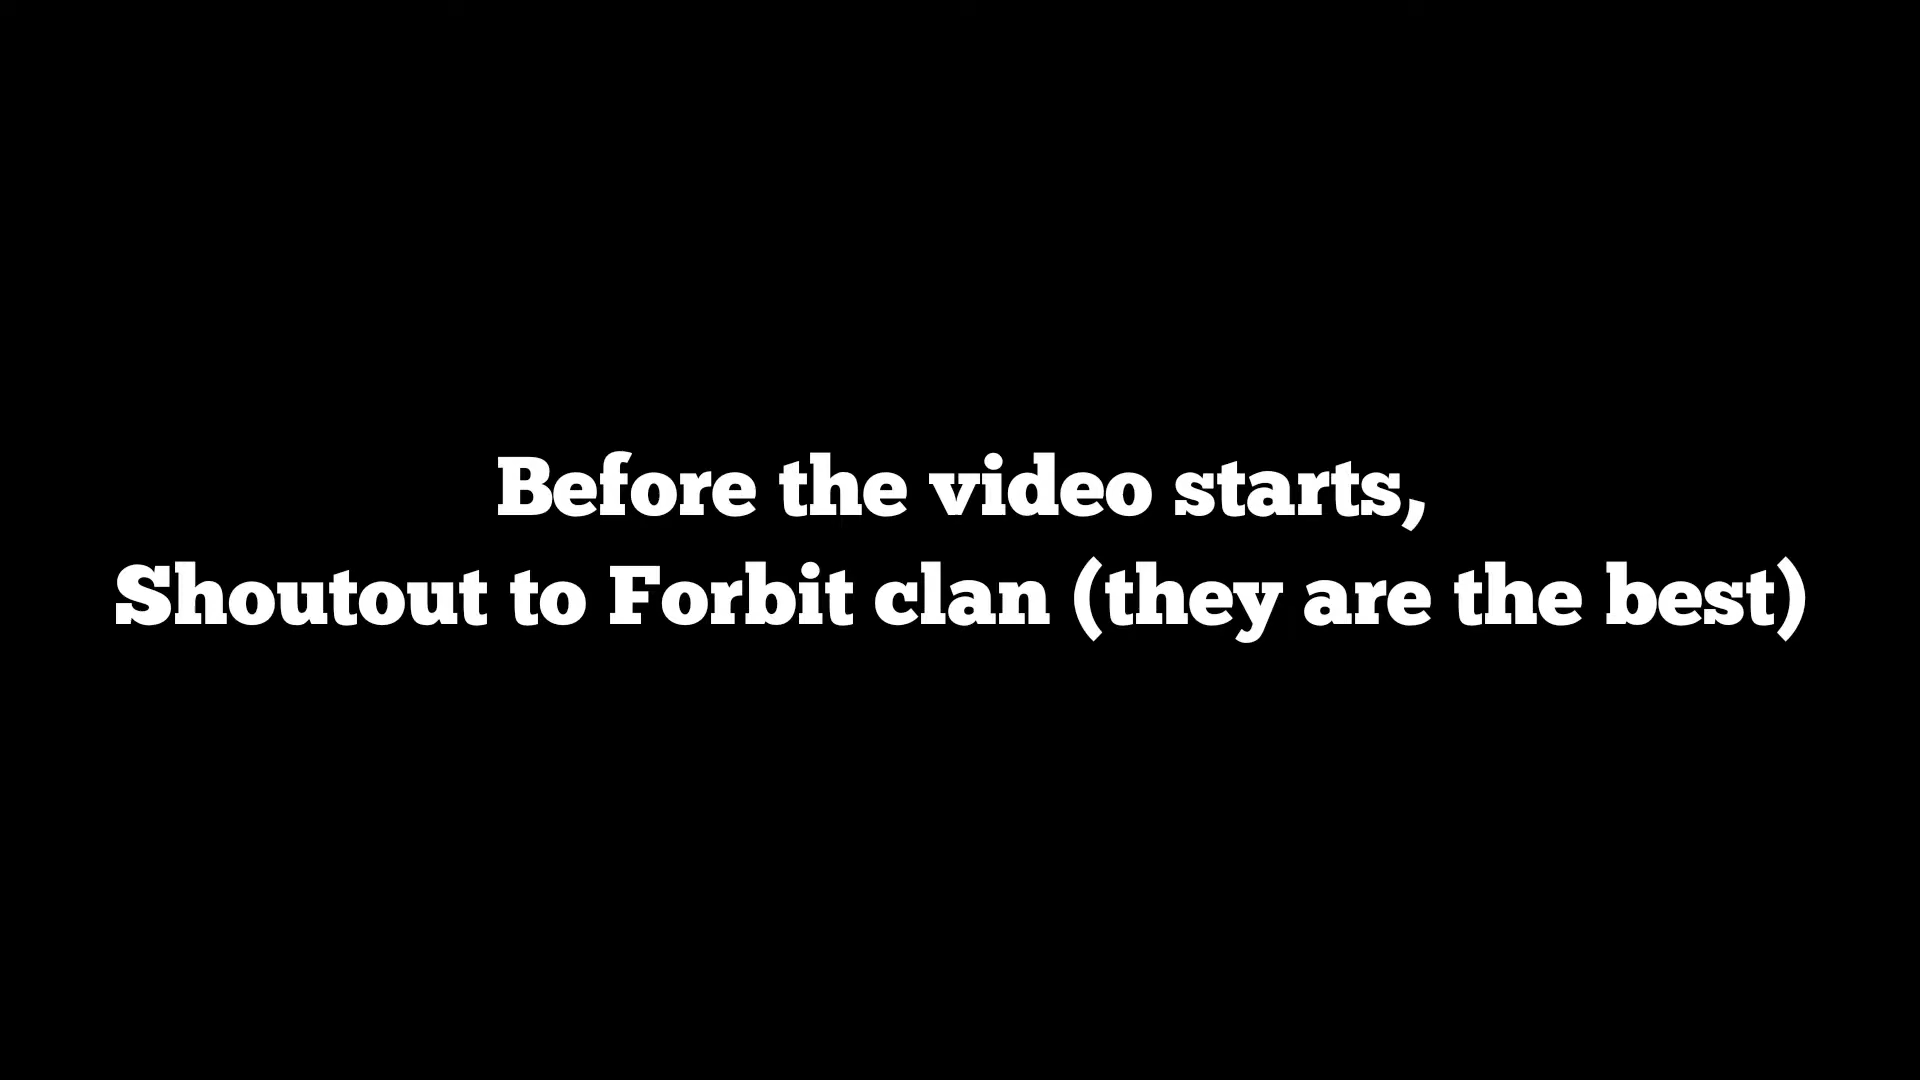 Before the video starts,
Shoutout to Forbit clan (they are the best)